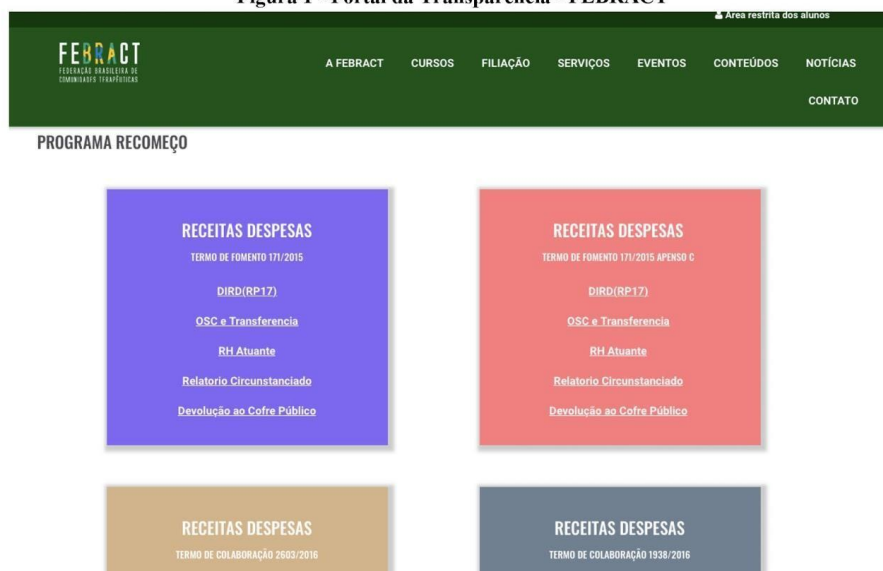 Figura 1 - Portal da Transparência - FEBRACT
Área restrita dos alunos
FEBRACT
FEDERAÇÃO BRASILEIRA DE
COMUNIDADES TERAPÊUTICAS
A FEBRACT CURSOS FILIAÇÃO SERVIÇOS EVENTOS CONTEÚDOS NOTÍCIAS
CONTATO
PROGRAMA RECOMEÇO
RECEITAS DESPESAS
TERMO DE FOMENTO 171/2015
DIRD(RP17)
OSC e Transferencia
RH Atuante
Relatorio Circunstanciado
Devolução ao Cofre Público
RECEITAS DESPESAS
TERMO DE FOMENTO 171/2015 APENSO C
DIRD(RP17)
OSC e Transferencia
RH Atuante
Relatorio Circunstanciado
Devolução ao Cofre Público
RECEITAS DESPESAS
TERMO DE COLABORAÇÃO 2603/2016
RECEITAS DESPESAS
TERMO DE COLABORAÇÃO 1938/2016